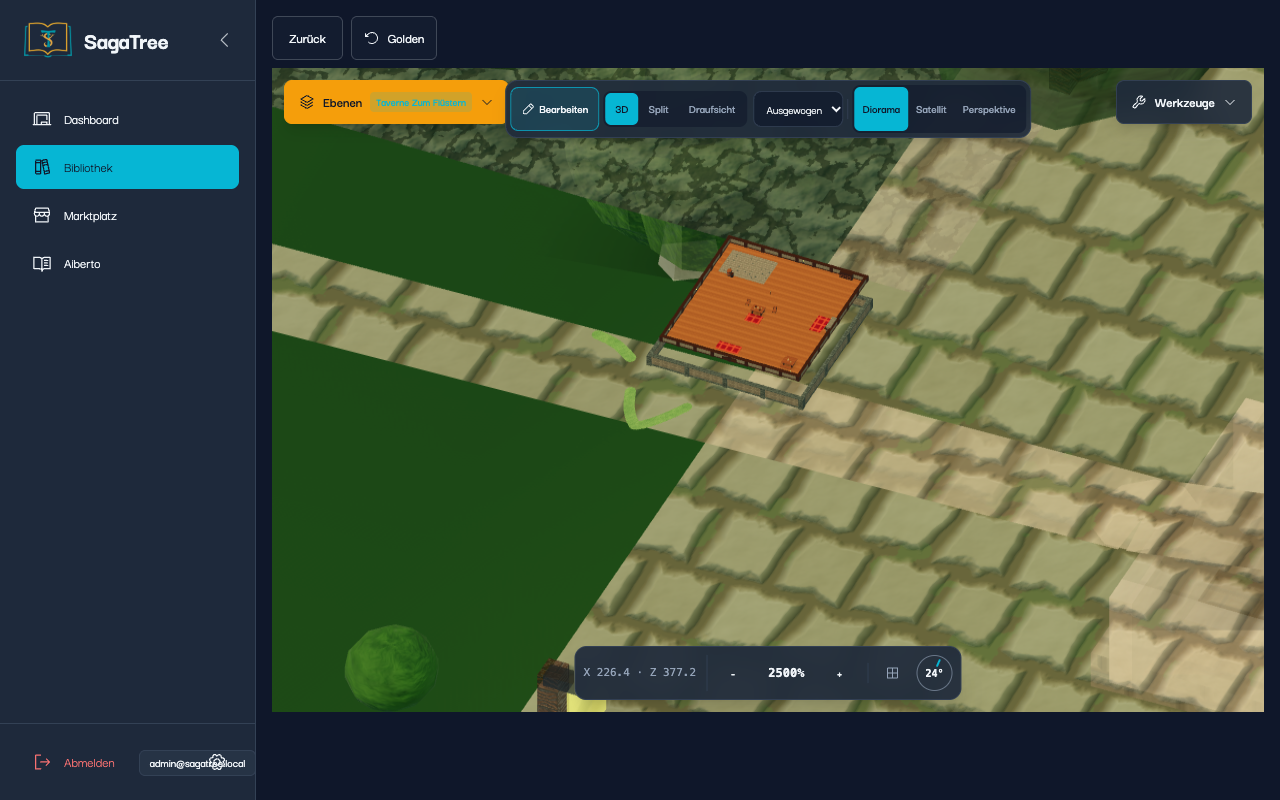 SagaTree
Dashboard
Bibliothek
Marktplatz
Alberto
Abmelden
Zurück
Golden
Ebenen
Taverne Zum Flüstern
Bearbeiten
3D
Split
Draufsicht
Ausgewogen
Diorama
Satellit
Perspektive
Werkzeuge
X 226.4 · Z 377.2
-
2500%
+
24°